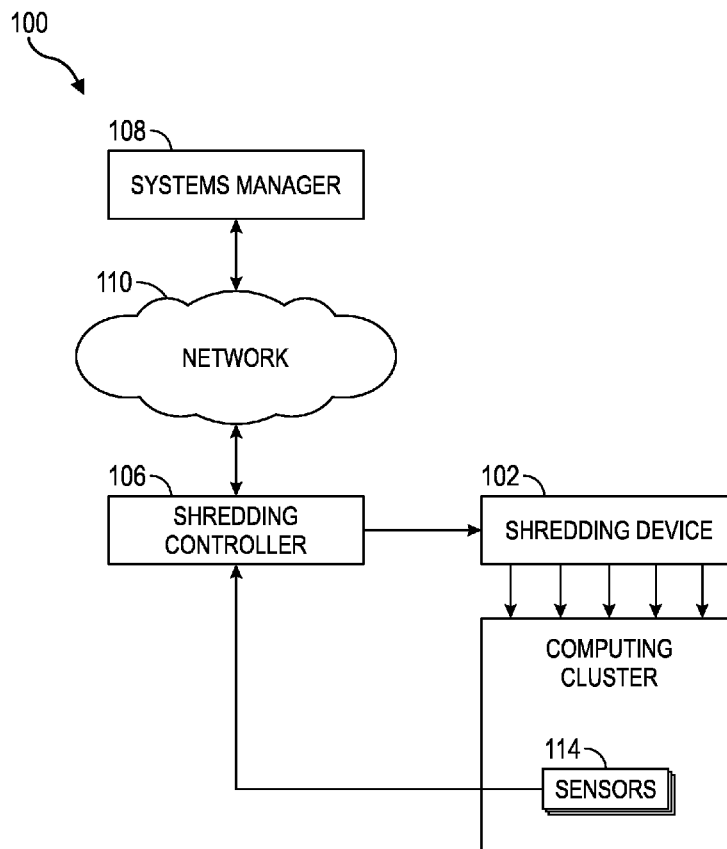 100
108
SYSTEMS MANAGER
110
NETWORK
106
SHREDDING
CONTROLLER
102
SHREDDING DEVICE
COMPUTING
CLUSTER
114
SENSORS